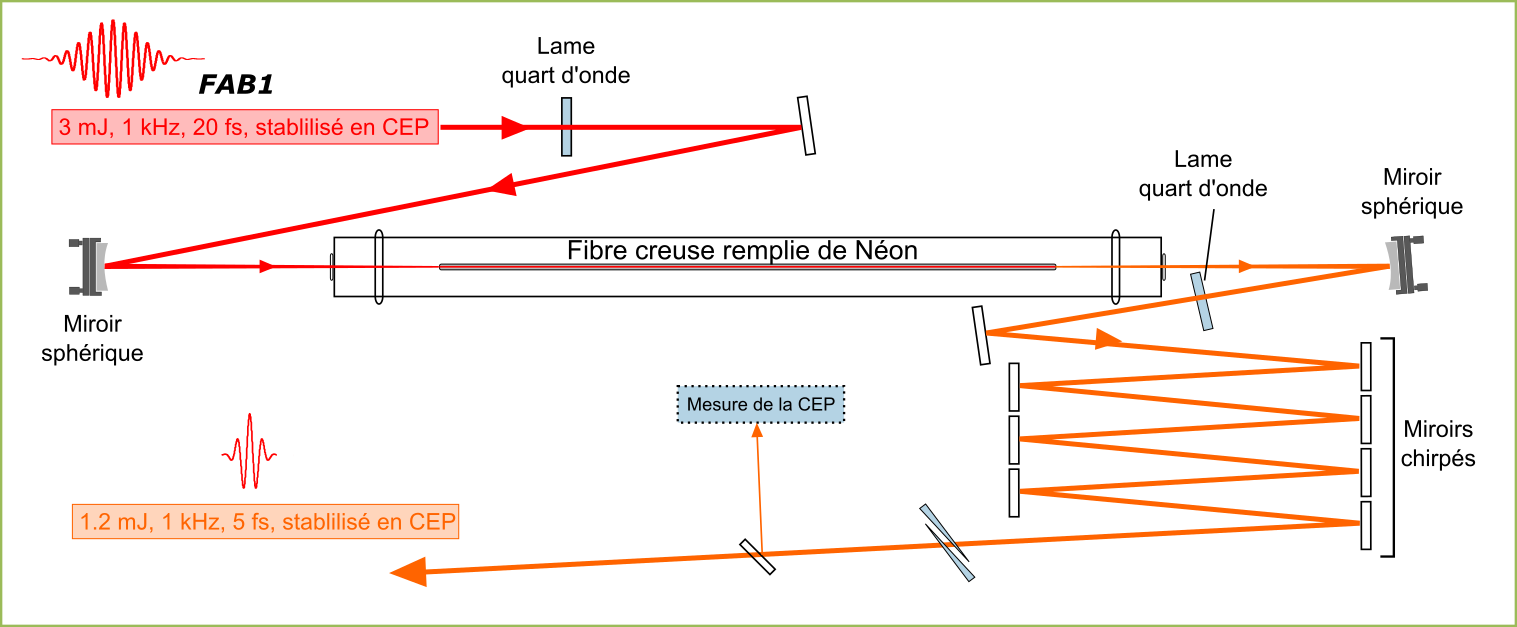 FAB1
3 mJ, 1 kHz, 20 fs, stablilisé en CEP
Lame
quart d'onde
Lame
quart d'onde
Miroir
sphérique
Fibre creuse remplie de Néon
Miroir
sphérique
Mesure de la CEP
Miroirs
chirpés
1.2 mJ, 1 kHz, 5 fs, stablilisé en CEP